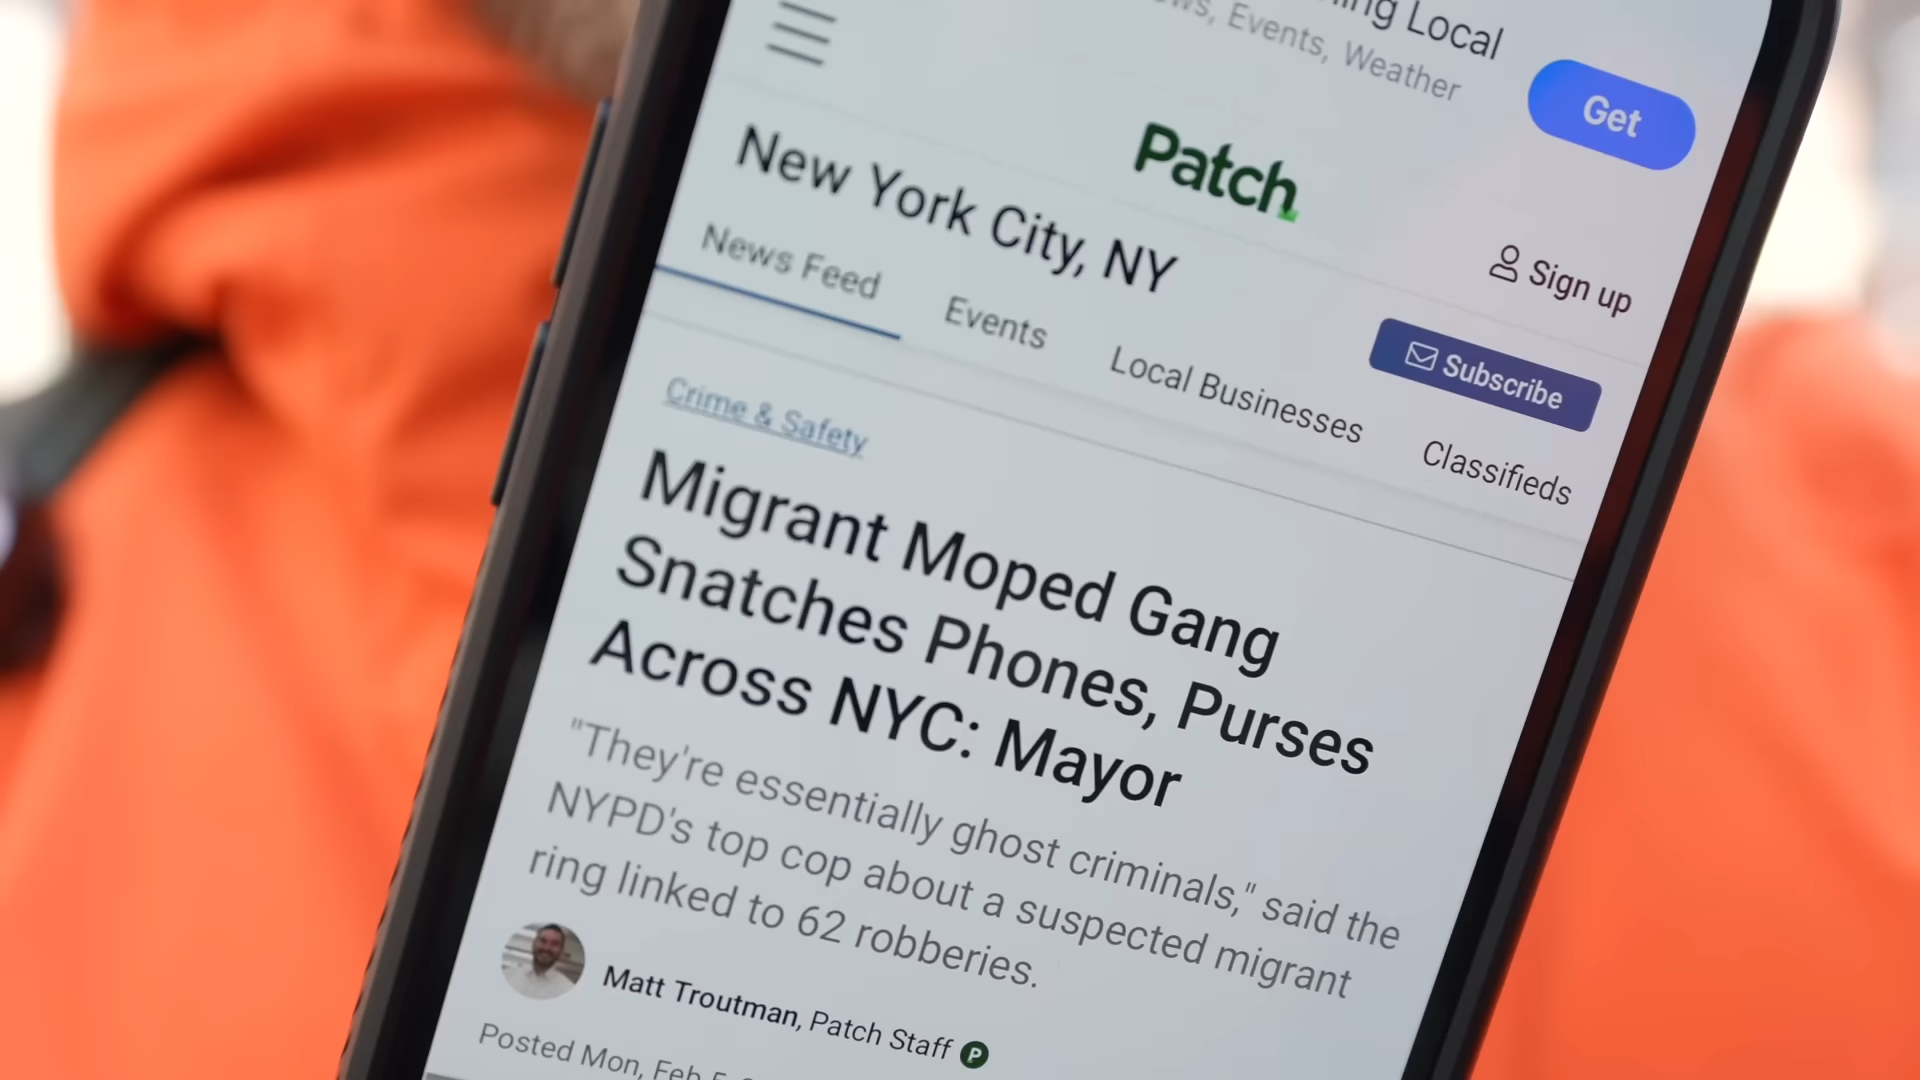 Local
Events, Weather
Get
Patch
New York City, NY
Sign up
Subscribe
News Feed
Events
Local Businesses
Classifieds
Crime & Safety
Migrant Moped Gang
Snatches Phones, Purses
Across NYC: Mayor
"They're essentially ghost criminals," said the
NYPD's top cop about a suspected migrant
ring linked to 62 robberies.
Matt Troutman, Patch Staff
P
Posted Mon, Feb